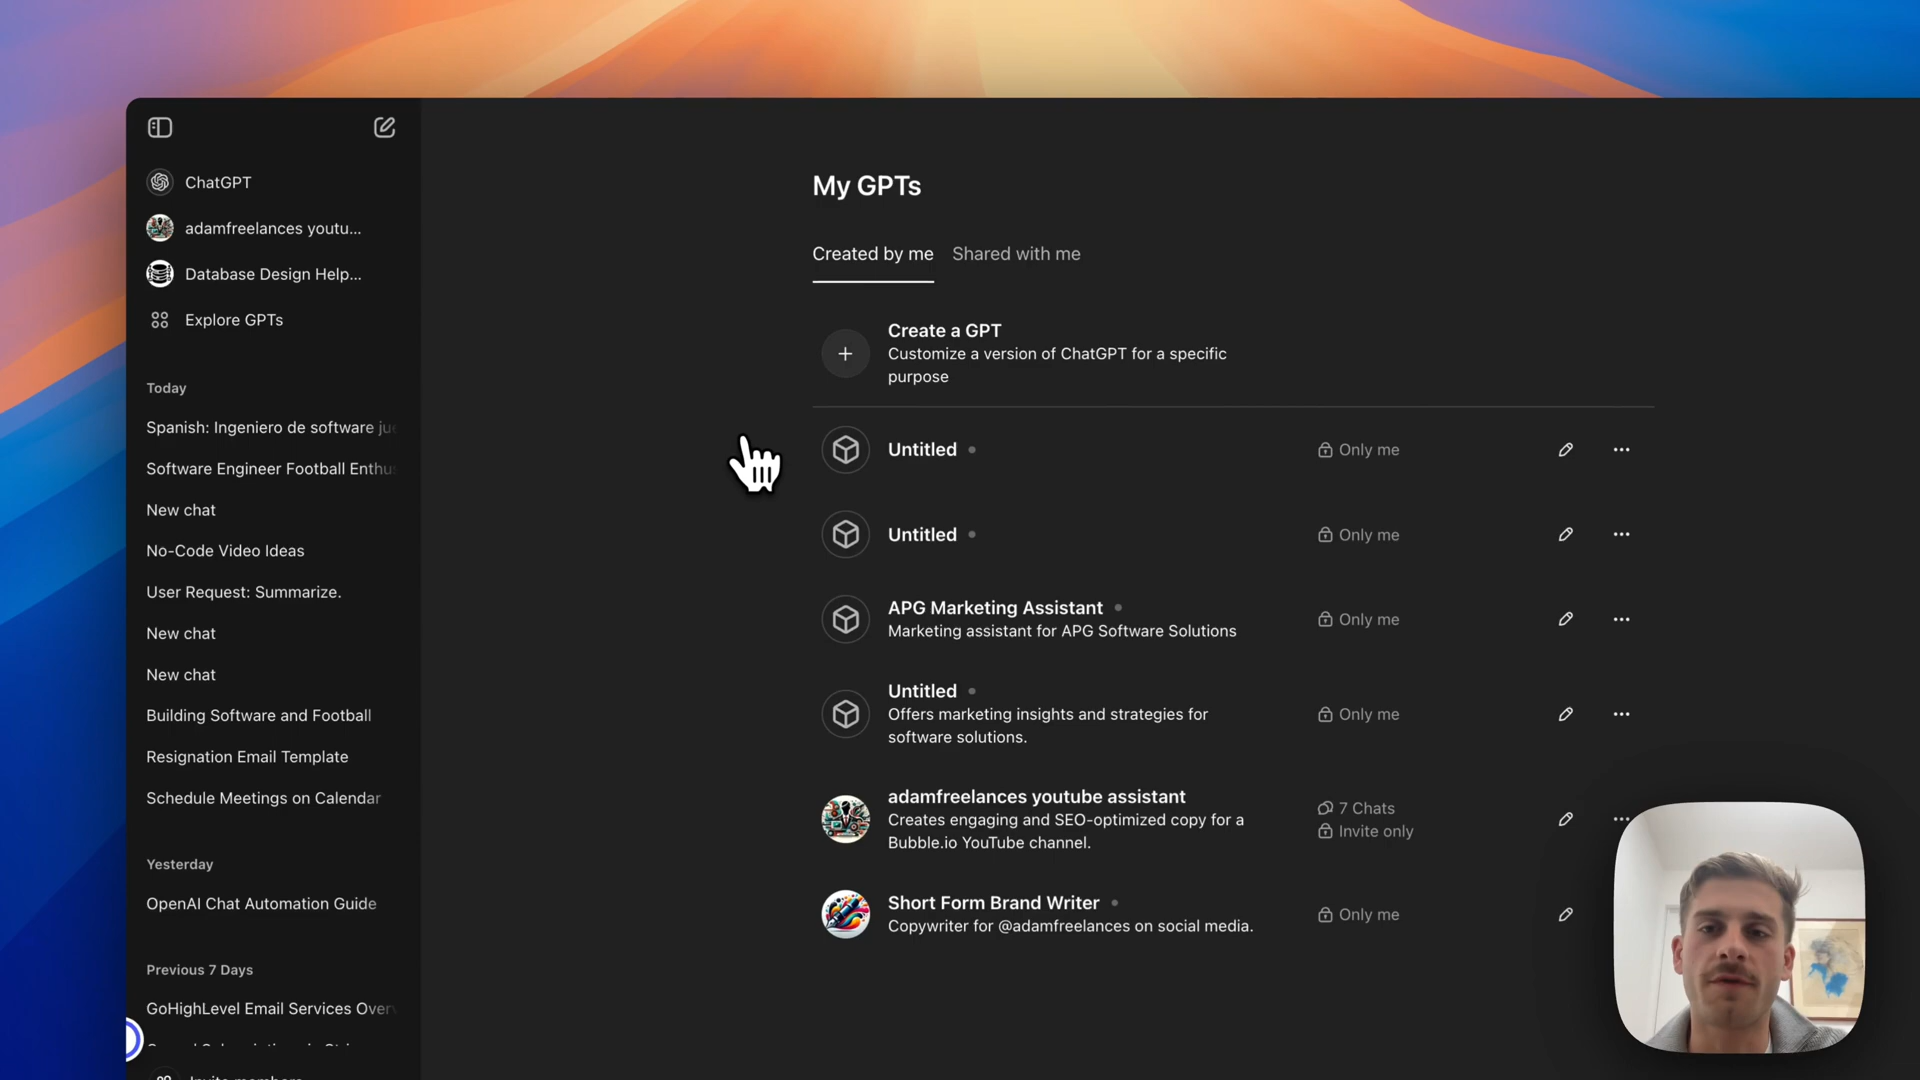 ChatGPT
adamfreelances youtu...
Database Design Help...
Explore GPTs
Today
Spanish: Ingeniero de software
Software Engineer Football
New chat
No-Code Video Ideas
User Request: Summarize.
New chat
New chat
Building Software and Football
Resignation Email Template
Schedule Meetings on Calendar
Yesterday
OpenAI Chat Automation Guide
Previous 7 Days
GoHighLevel Email Services
My GPTs
Created by me Shared with me
Create a GPT
Customize a version of ChatGPT for a specific
purpose
Untitled
Only me
Untitled
Only me
APG Marketing Assistant
Marketing assistant for APG Software Solutions
Only me
Untitled
Offers marketing insights and strategies for
software solutions.
Only me
adamfreelances youtube assistant
Creates engaging and SEO-optimized copy for a
Bubble.io YouTube channel.
7 Chats
Invite only
Short Form Brand Writer
Copywriter for @adamfreelances on social media.
Only me